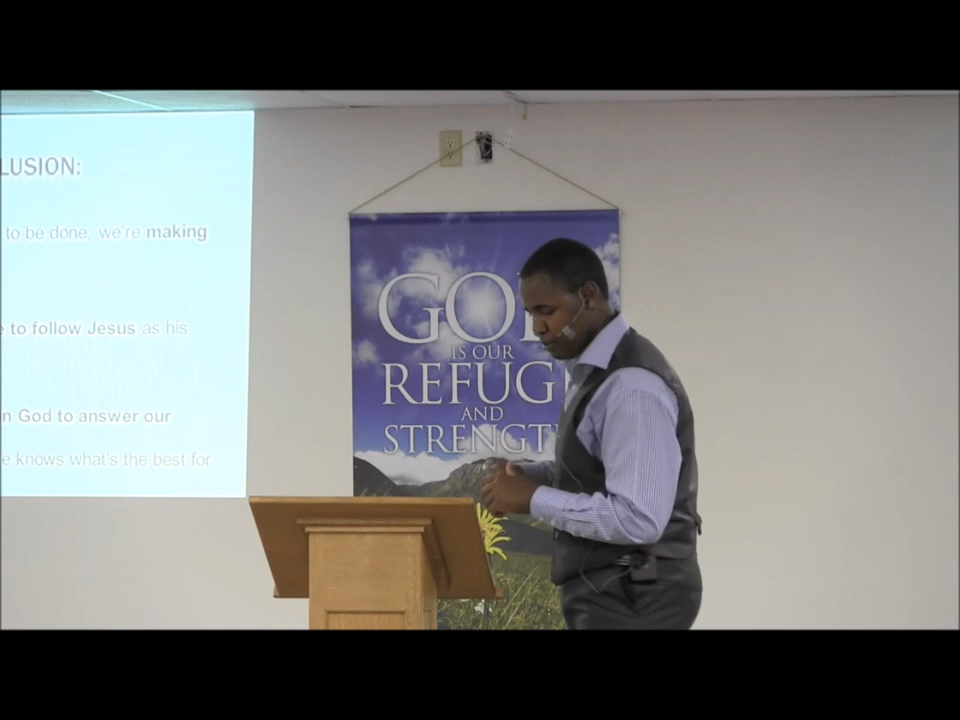 LUSION:
to be done, we're making
to follow Jesus as his
n God to answer our
e knows what's the best for
GOD
IS OUR
REFUGE
AND
STRENGTH